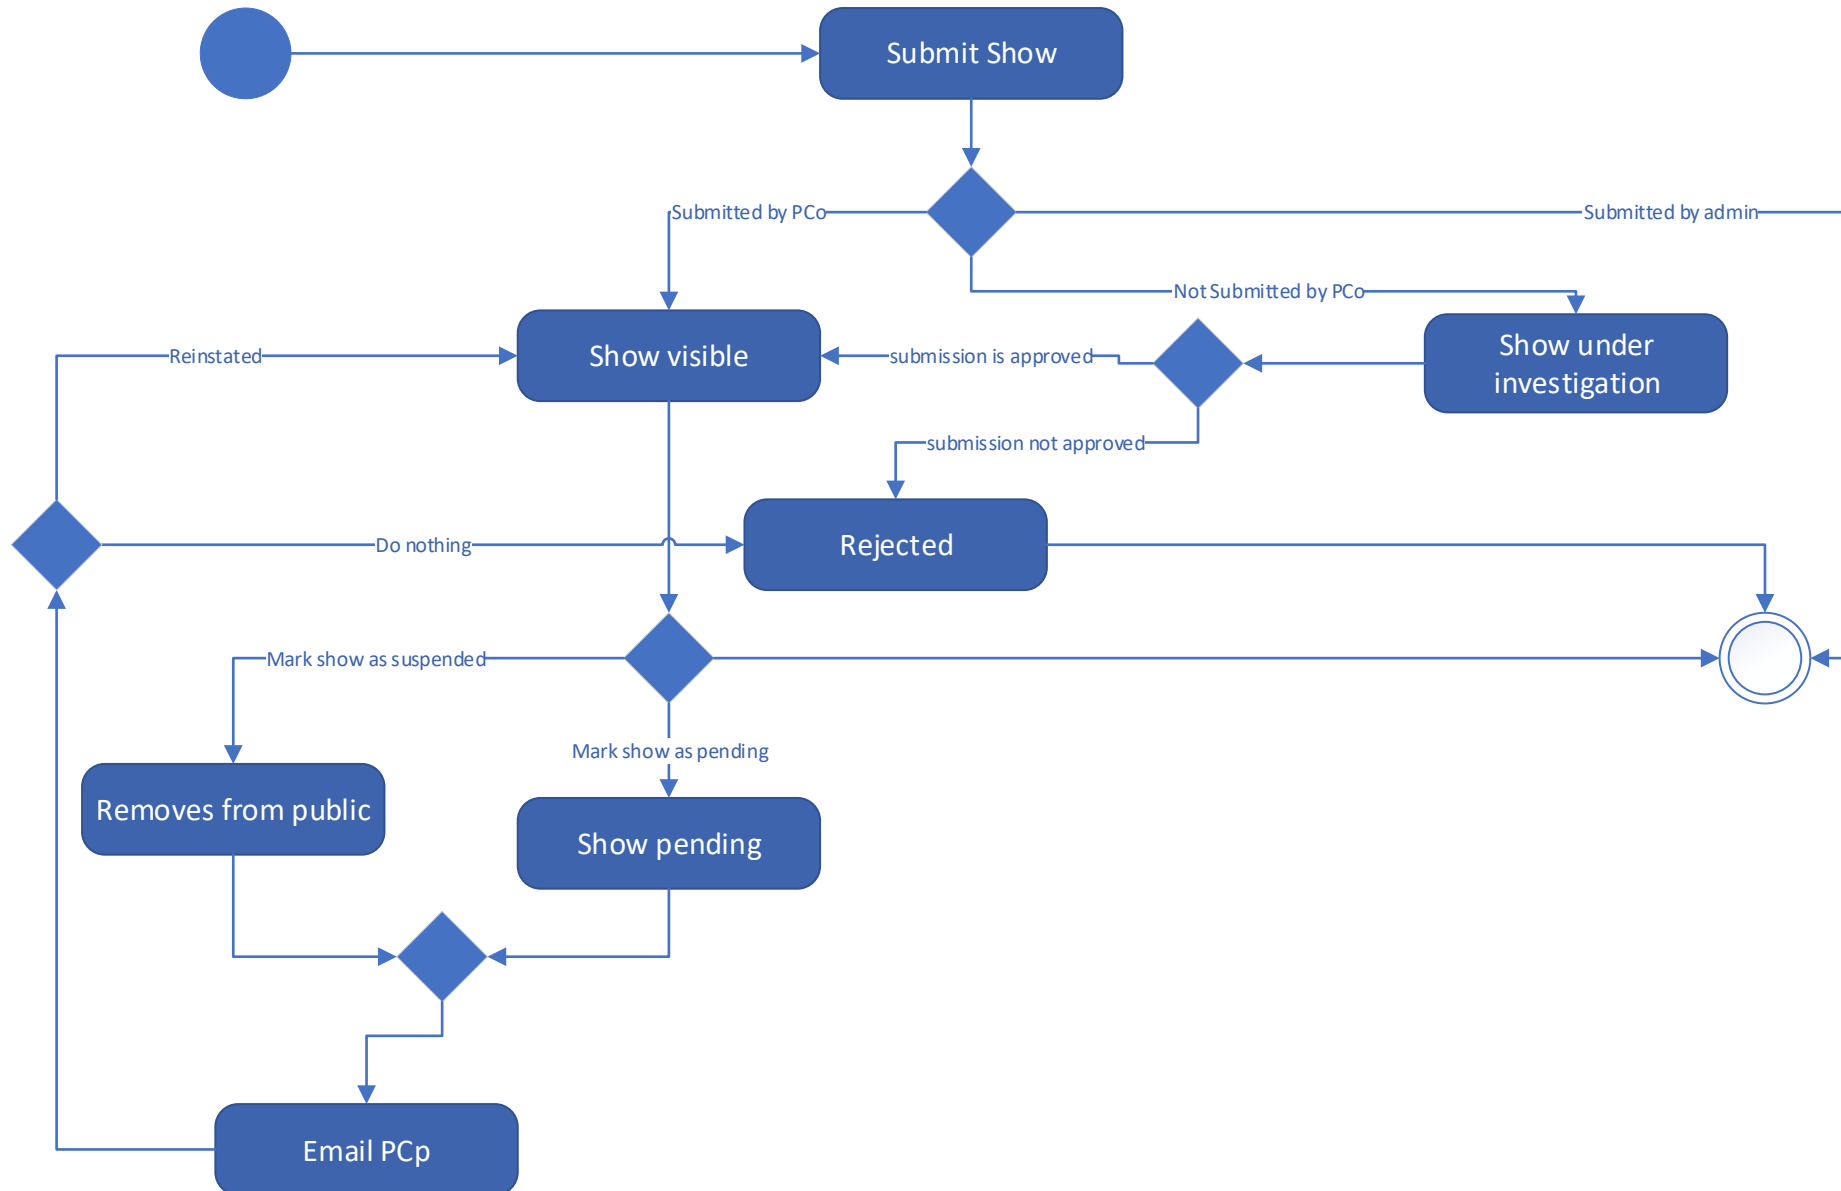 Submit Show
Submitted by PCo
Submitted by admin
Not Submitted by PCo
Show visible
Reinstated
submission is approved
Show under
investigation
submission not approved
Do nothing
Rejected
Mark show as suspended
Mark show as pending
Removes from public
Show pending
Email PCp